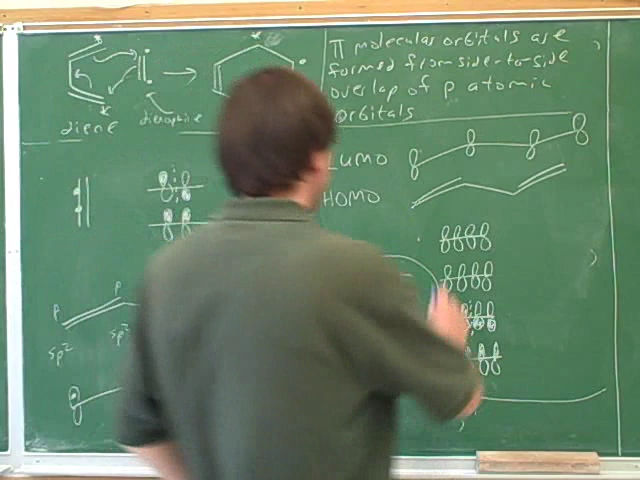 π molecular orbitals are
formed from side-to-side
overlap of p atomic
orbitals
diene
dienophile
LUMO
HOMO
p
p
sp²
sp²